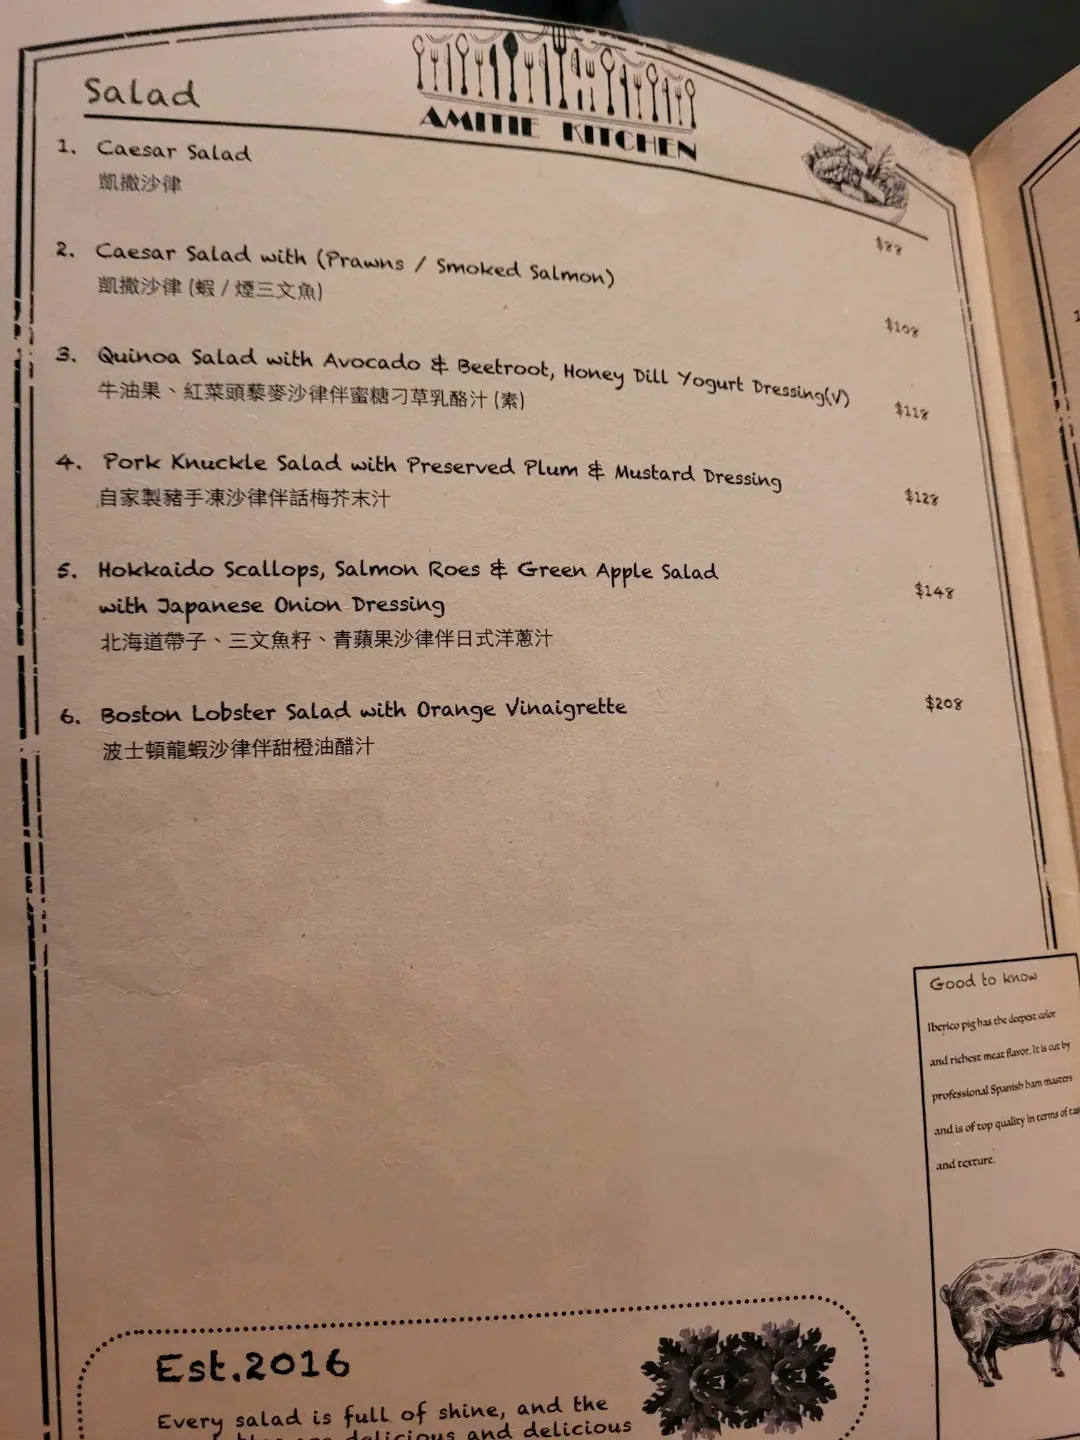 AMITIE KITCHEN
Salad
1. Caesar Salad
凱撒沙律
$88
2. Caesar Salad with (Prawns / Smoked Salmon)
凱撒沙律 (蝦 / 煙三文魚)
$108
3. Quinoa Salad with Avocado & Beetroot, Honey Dill Yogurt Dressing(V)
牛油果、紅菜頭藜麥沙律伴蜜糖刁草乳酪汁 (素)
$118
4. Pork Knuckle Salad with Preserved Plum & Mustard Dressing
自家製豬手凍沙律伴話梅芥末汁
$128
5. Hokkaido Scallops, Salmon Roes & Green Apple Salad
with Japanese Onion Dressing
$148
北海道帶子、三文魚籽、青蘋果沙律伴日式洋蔥汁
6. Boston Lobster Salad with Orange Vinaigrette
$208
波士頓龍蝦沙律伴甜橙油醋汁
Good to know
Iberico pig has the deepest color
and richest meat flavor. It is cut by
professional Spanish ham masters
and is of top quality in terms of
and texture.
Est.2016
Every salad is full of shine, and the
delicious and delicious